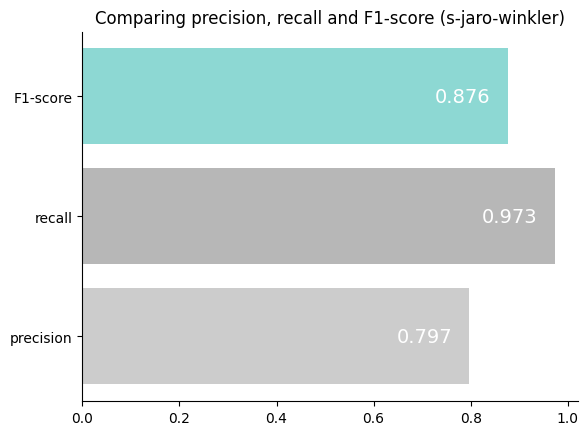 Comparing precision, recall and F1-score (s-jaro-winkler)
F1-score
0.876
recall
0.973
precision
0.797
0.0 0.2 0.4 0.6 0.8 1.0